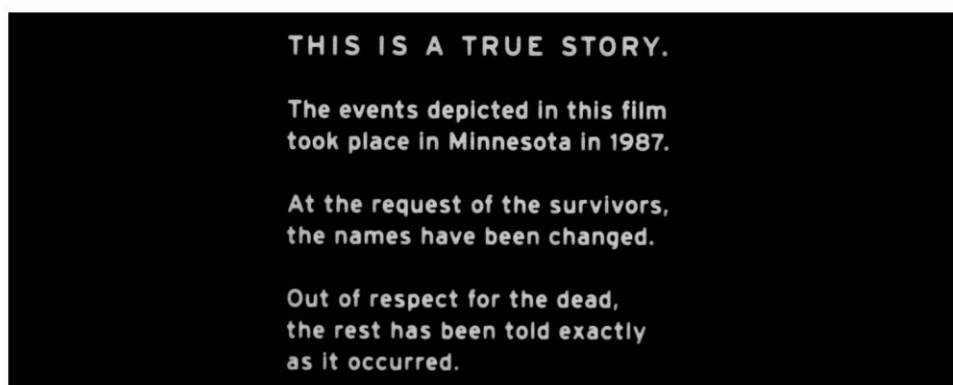 THIS IS A TRUE STORY.
The events depicted in this film
took place in Minnesota in 1987.
At the request of the survivors,
the names have been changed.
Out of respect for the dead,
the rest has been told exactly
as it occurred.